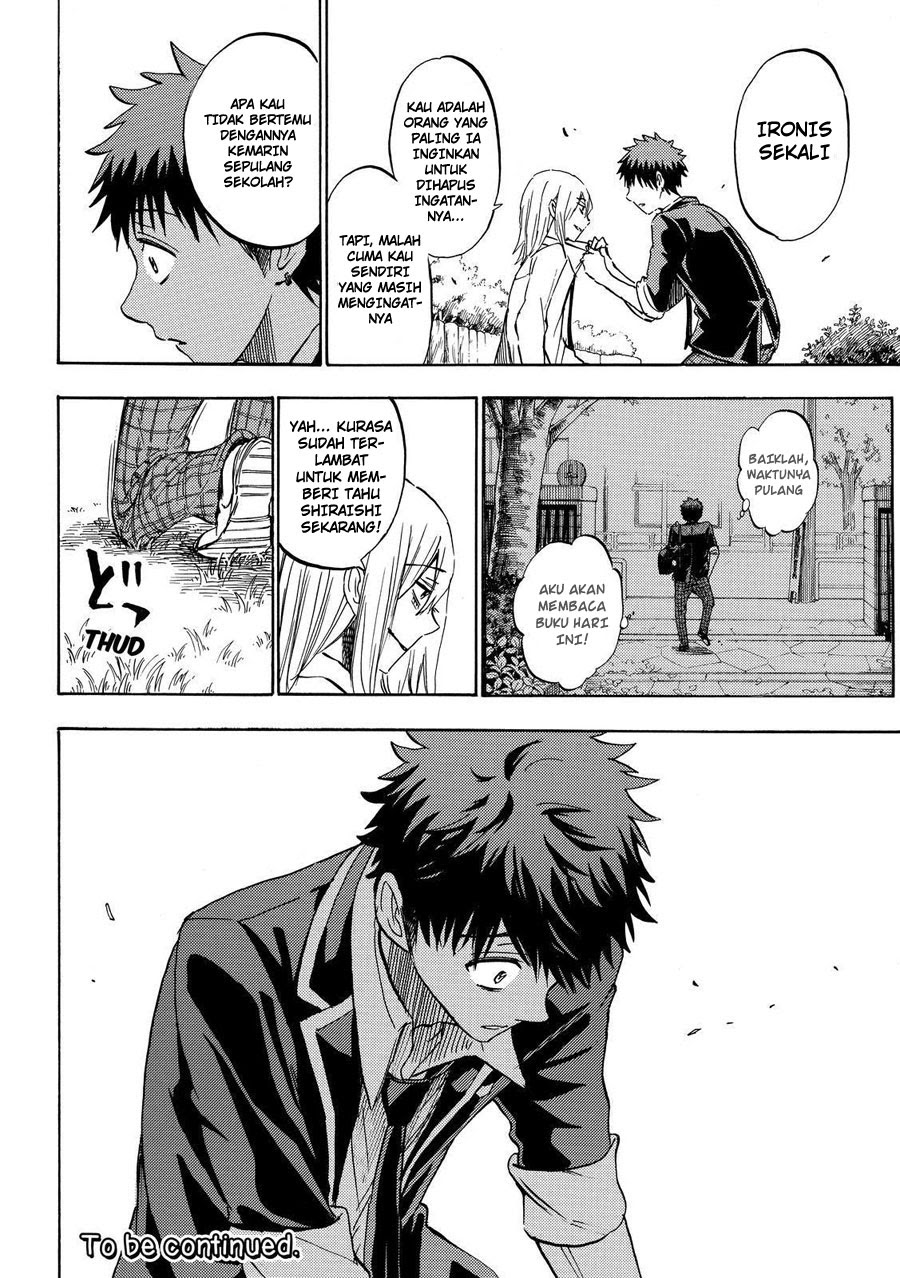 IRONIS
SEKALI
KAU ADALAH
ORANG YANG
PALING IA
INGINKAN
UNTUK
DIHAPUS
INGATAN-
NYA...
TAPI, MALAH
CUMA KAU
SENDIRI
YANG MASIH
MENGINGAT-
NYA
APA KAU
TIDAK BERTEMU
DENGANNYA
KEMARIN
SEPULANG
SEKOLAH?
BAIKLAH,
WAKTUNYA
PULANG
AKU AKAN
MEMBACA
BUKU HARI
INI!
YAH... KURASA
SUDAH TER-
LAMBAT
UNTUK MEM-
BERI TAHU
SHIRAISHI
SEKARANG!
どっ
THUD
To be continued.